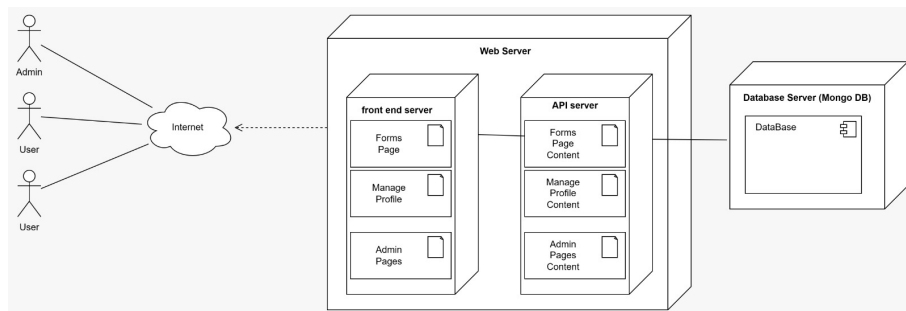 Admin
User
User
Internet
Web Server
front end server
Forms
Page
Manage
Profile
Admin
Pages
API server
Forms
Page
Content
Manage
Profile
Content
Admin
Pages
Content
Database Server (Mongo DB)
DataBase